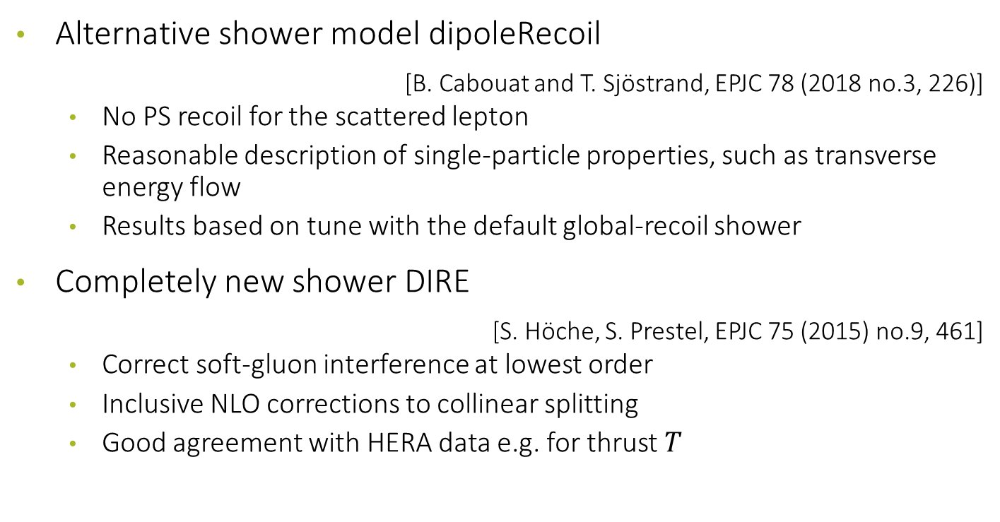 • Alternative shower model dipoleRecoil
[B. Cabouat and T. Sjöstrand, EPJC 78 (2018 no.3, 226)]
• No PS recoil for the scattered lepton
• Reasonable description of single-particle properties, such as transverse
energy flow
• Results based on tune with the default global-recoil shower
• Completely new shower DIRE
[S. Höche, S. Prestel, EPJC 75 (2015) no.9, 461]
• Correct soft-gluon interference at lowest order
• Inclusive NLO corrections to collinear splitting
• Good agreement with HERA data e.g. for thrust T